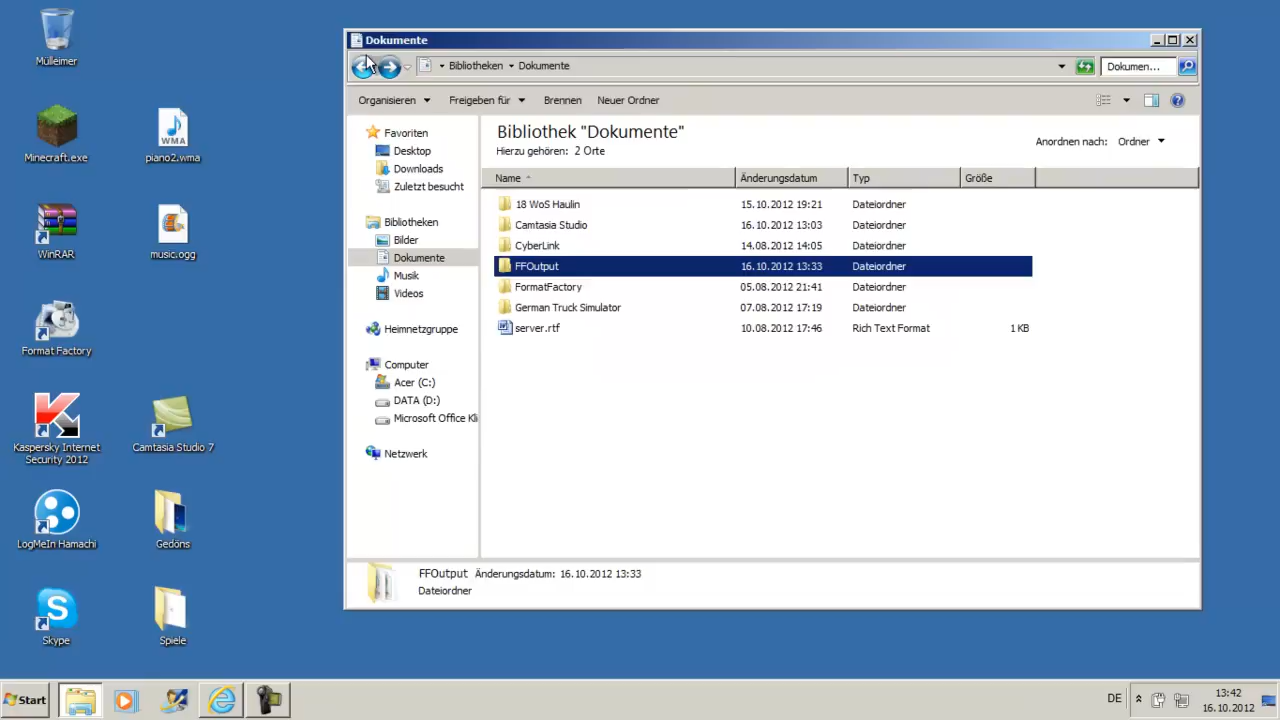 Mülleimer
Minecraft.exe
piano2.wma
WMA
WinRAR
music.ogg
Format Factory
Kaspersky Internet
Security 2012
Camtasia Studio 7
LogMeIn Hamachi
Gedöns
Skype
Spiele
Dokumente
Bibliotheken
Dokumente
Dokumen...
Organisieren
Freigeben für
Brennen
Neuer Ordner
Favoriten
Desktop
Downloads
Zuletzt besucht
Bibliotheken
Bilder
Dokumente
Musik
Videos
Heimnetzgruppe
Computer
Acer (C:)
DATA (D:)
Microsoft Office Kli
Netzwerk
Bibliothek "Dokumente"
Hierzu gehören: 2 Orte
Anordnen nach: Ordner
Name Änderungsdatum Typ Größe
18 WoS Haulin 15.10.2012 19:21 Dateiordner
Camtasia Studio 16.10.2012 13:03 Dateiordner
CyberLink 14.08.2012 14:05 Dateiordner
FFOutput 16.10.2012 13:33 Dateiordner
FormatFactory 05.08.2012 21:41 Dateiordner
German Truck Simulator 07.08.2012 17:19 Dateiordner
server.rtf 10.08.2012 17:46 Rich Text Format 1 KB
FFOutput Änderungsdatum: 16.10.2012 13:33
Dateiordner
Start
DE
13:42
16.10.2012